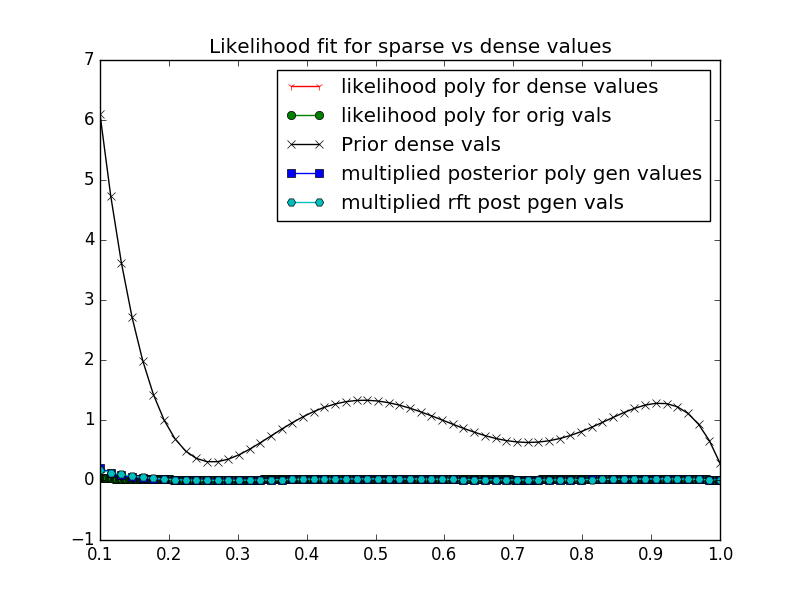 Likelihood fit for sparse vs dense values
likelihood poly for dense values
likelihood poly for orig vals
Prior dense vals
multiplied posterior poly gen values
multiplied rft post pgen vals
7
6
5
4
3
2
1
0
−1
0.1 0.2 0.3 0.4 0.5 0.6 0.7 0.8 0.9 1.0